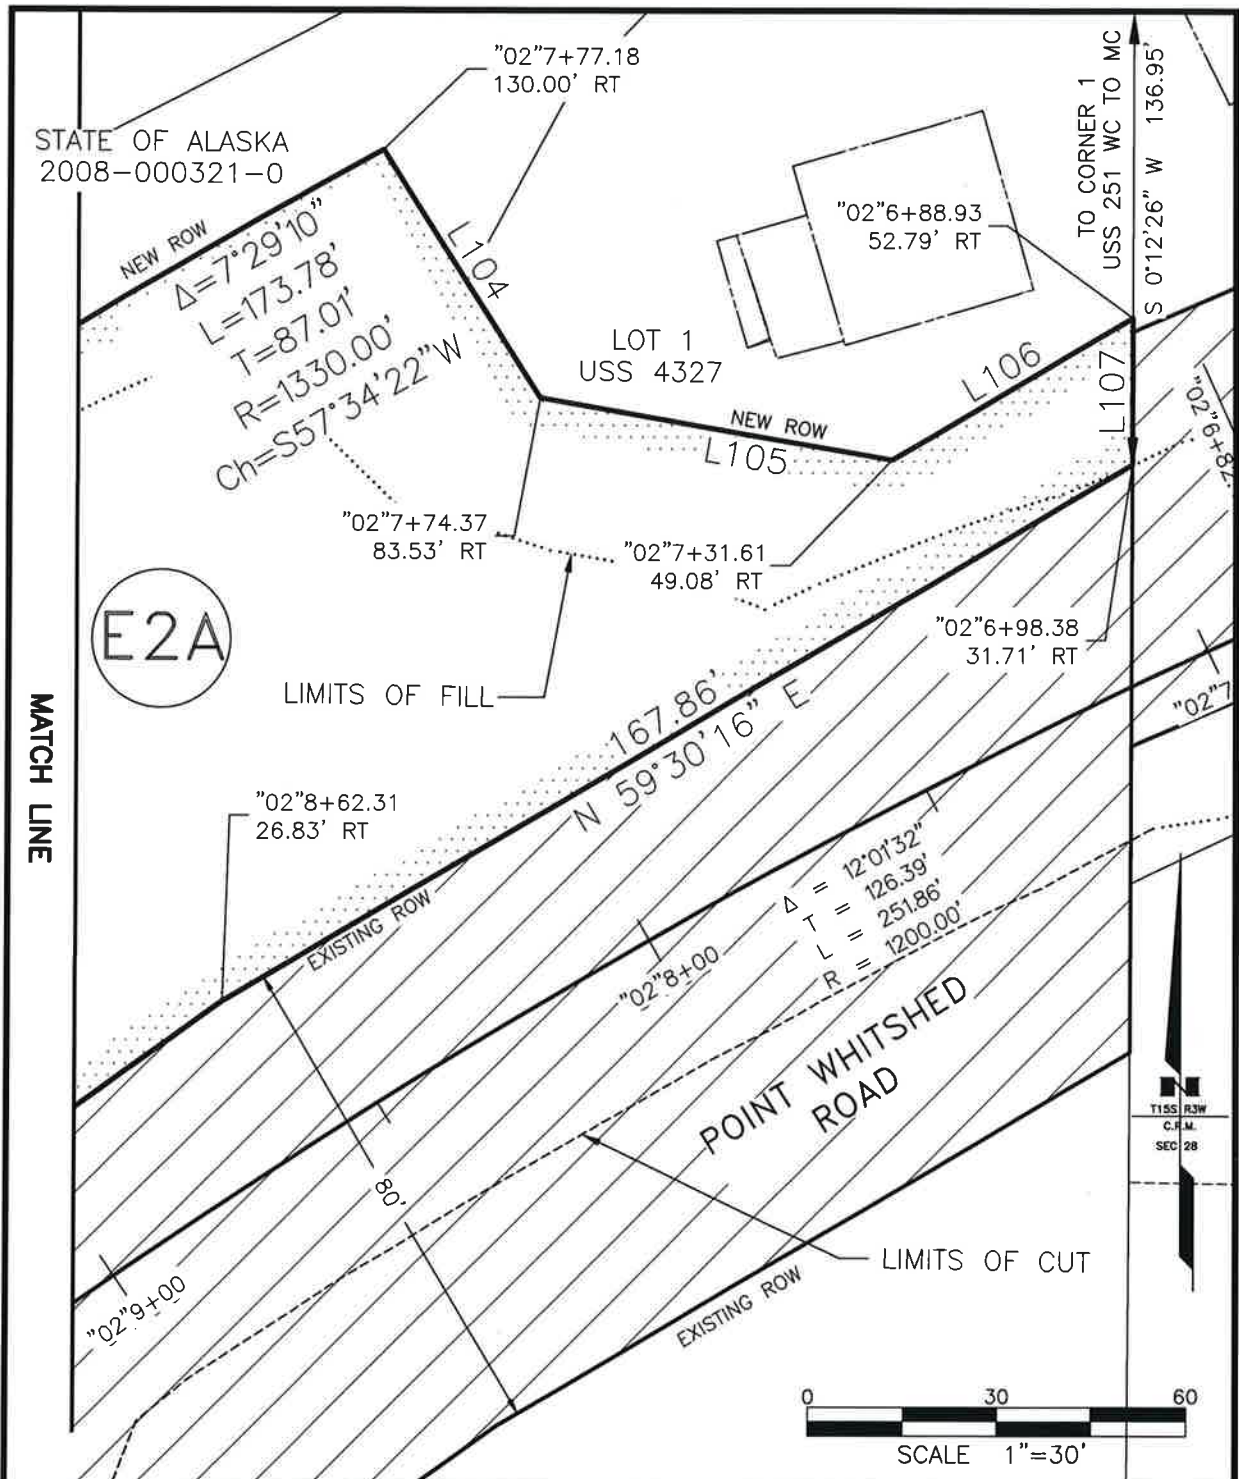 "02"7+77.18
130.00' RT
STATE OF ALASKA
2008-000321-0
TO CORNER 1
USS 251 WC TO MC
S 0°12'26" W 136.95'
"02"6+88.93
52.79' RT
NEW ROW
Δ=7°29'10"
L=173.78'
T=87.01'
R=1330.00'
Ch=S57°34'22"W
L104
LOT 1
USS 4327
L106
L107
NEW ROW
L105
"02"6+82.
"02"7+74.37
83.53' RT
"02"7+31.61
49.08' RT
E2A
"02"6+98.38
31.71' RT
LIMITS OF FILL
167.86'
N 59°30'16" E
"02"7
MATCH LINE
"02"8+62.31
26.83' RT
EXISTING ROW
Δ = 12°01'32"
T = 126.39'
L = 251.86'
R = 1200.00'
"02"8+00
POINT WHITSHED
ROAD
N
T15S R3W
C.R.M.
SEC 28
80'
LIMITS OF CUT
"02"9+00
EXISTING ROW
0 30 60
SCALE 1"=30'